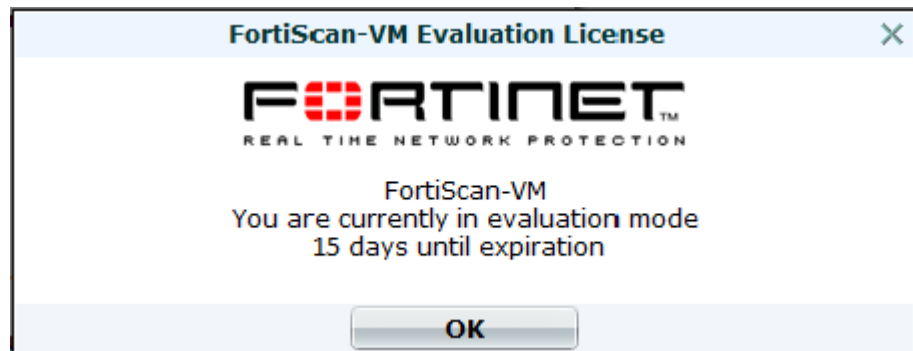 FortiScan-VM Evaluation License
FORTINET™
REAL TIME NETWORK PROTECTION
FortiScan-VM
You are currently in evaluation mode
15 days until expiration
OK